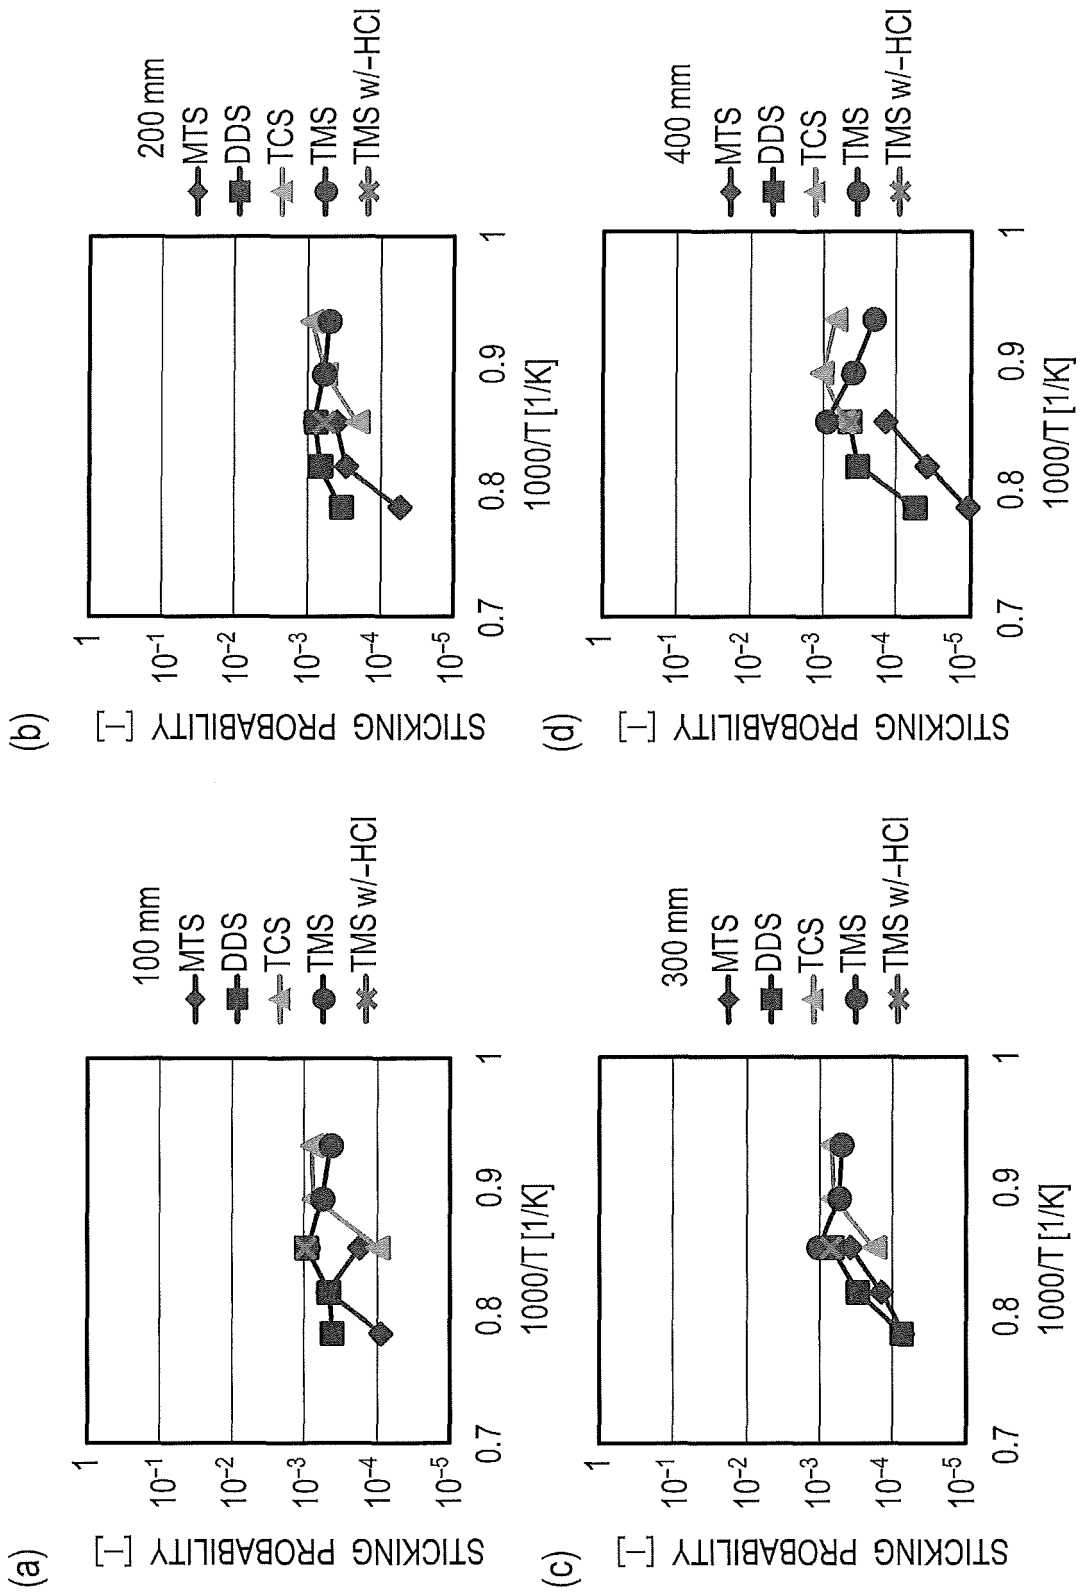 (a)
100 mm
MTS
DDS
TCS
TMS
TMS w/–HCl
STICKING PROBABILITY [–]
1
10⁻¹
10⁻²
10⁻³
10⁻⁴
10⁻⁵
0.7
0.8
0.9
1
1000/T [1/K]
(b)
200 mm
MTS
DDS
TCS
TMS
TMS w/–HCl
STICKING PROBABILITY [–]
1
10⁻¹
10⁻²
10⁻³
10⁻⁴
10⁻⁵
0.7
0.8
0.9
1
1000/T [1/K]
(c)
300 mm
MTS
DDS
TCS
TMS
TMS w/–HCl
STICKING PROBABILITY [–]
1
10⁻¹
10⁻²
10⁻³
10⁻⁴
10⁻⁵
0.7
0.8
0.9
1
1000/T [1/K]
(d)
400 mm
MTS
DDS
TCS
TMS
TMS w/–HCl
STICKING PROBABILITY [–]
1
10⁻¹
10⁻²
10⁻³
10⁻⁴
10⁻⁵
0.7
0.8
0.9
1
1000/T [1/K]